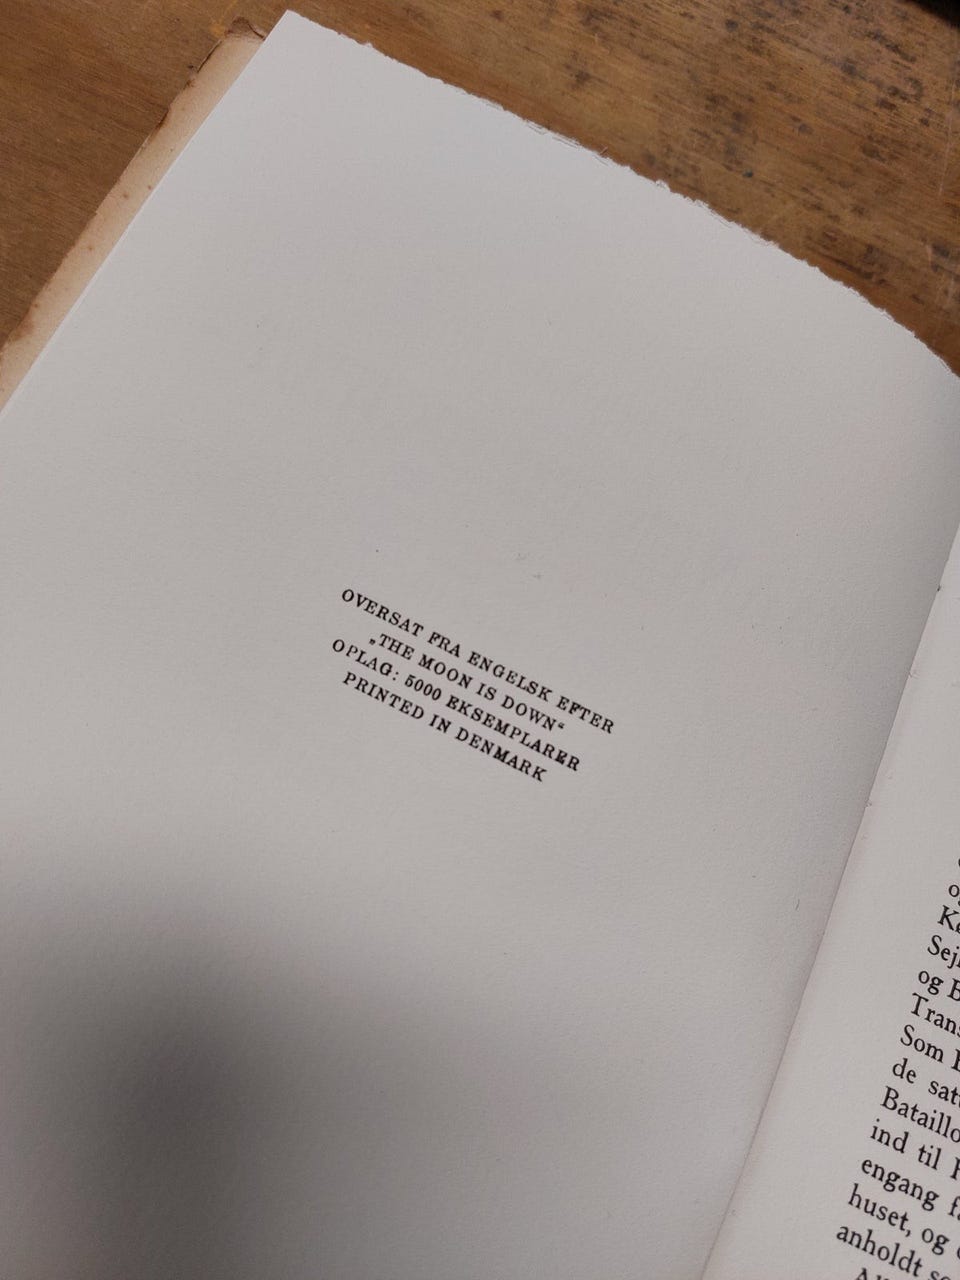 OVERSAT FRA ENGELSK EFTER
„THE MOON IS DOWN“
OPLAG: 5000 EKSEMPLARER
PRINTED IN DENMARK
og
Som
de
ind til
engang
huset, og
anholdt